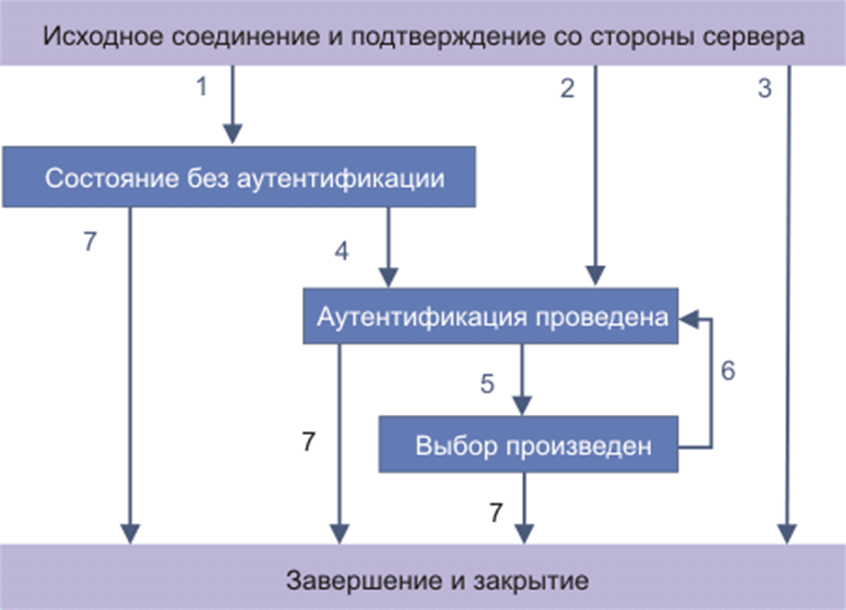 Исходное соединение и подтверждение со стороны сервера
1
2
3
Состояние без аутентификации
7
4
Аутентификация проведена
5
6
7
Выбор произведен
7
Завершение и закрытие